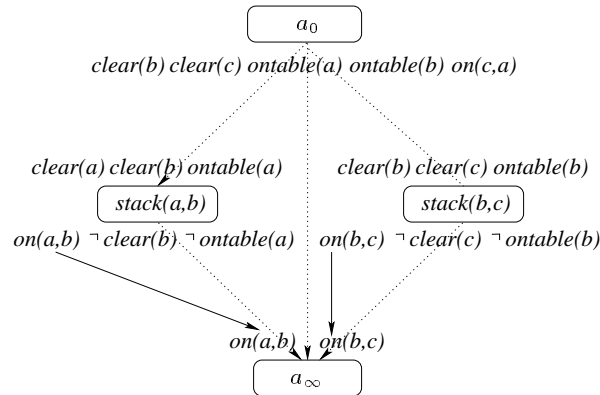 a₀
clear(b) clear(c) ontable(a) ontable(b) on(c,a)
clear(a) clear(b) ontable(a) clear(b) clear(c) ontable(b)
stack(a,b) stack(b,c)
on(a,b) ¬clear(b) ¬ontable(a) on(b,c) ¬clear(c) ¬ontable(b)
on(a,b) on(b,c)
a∞